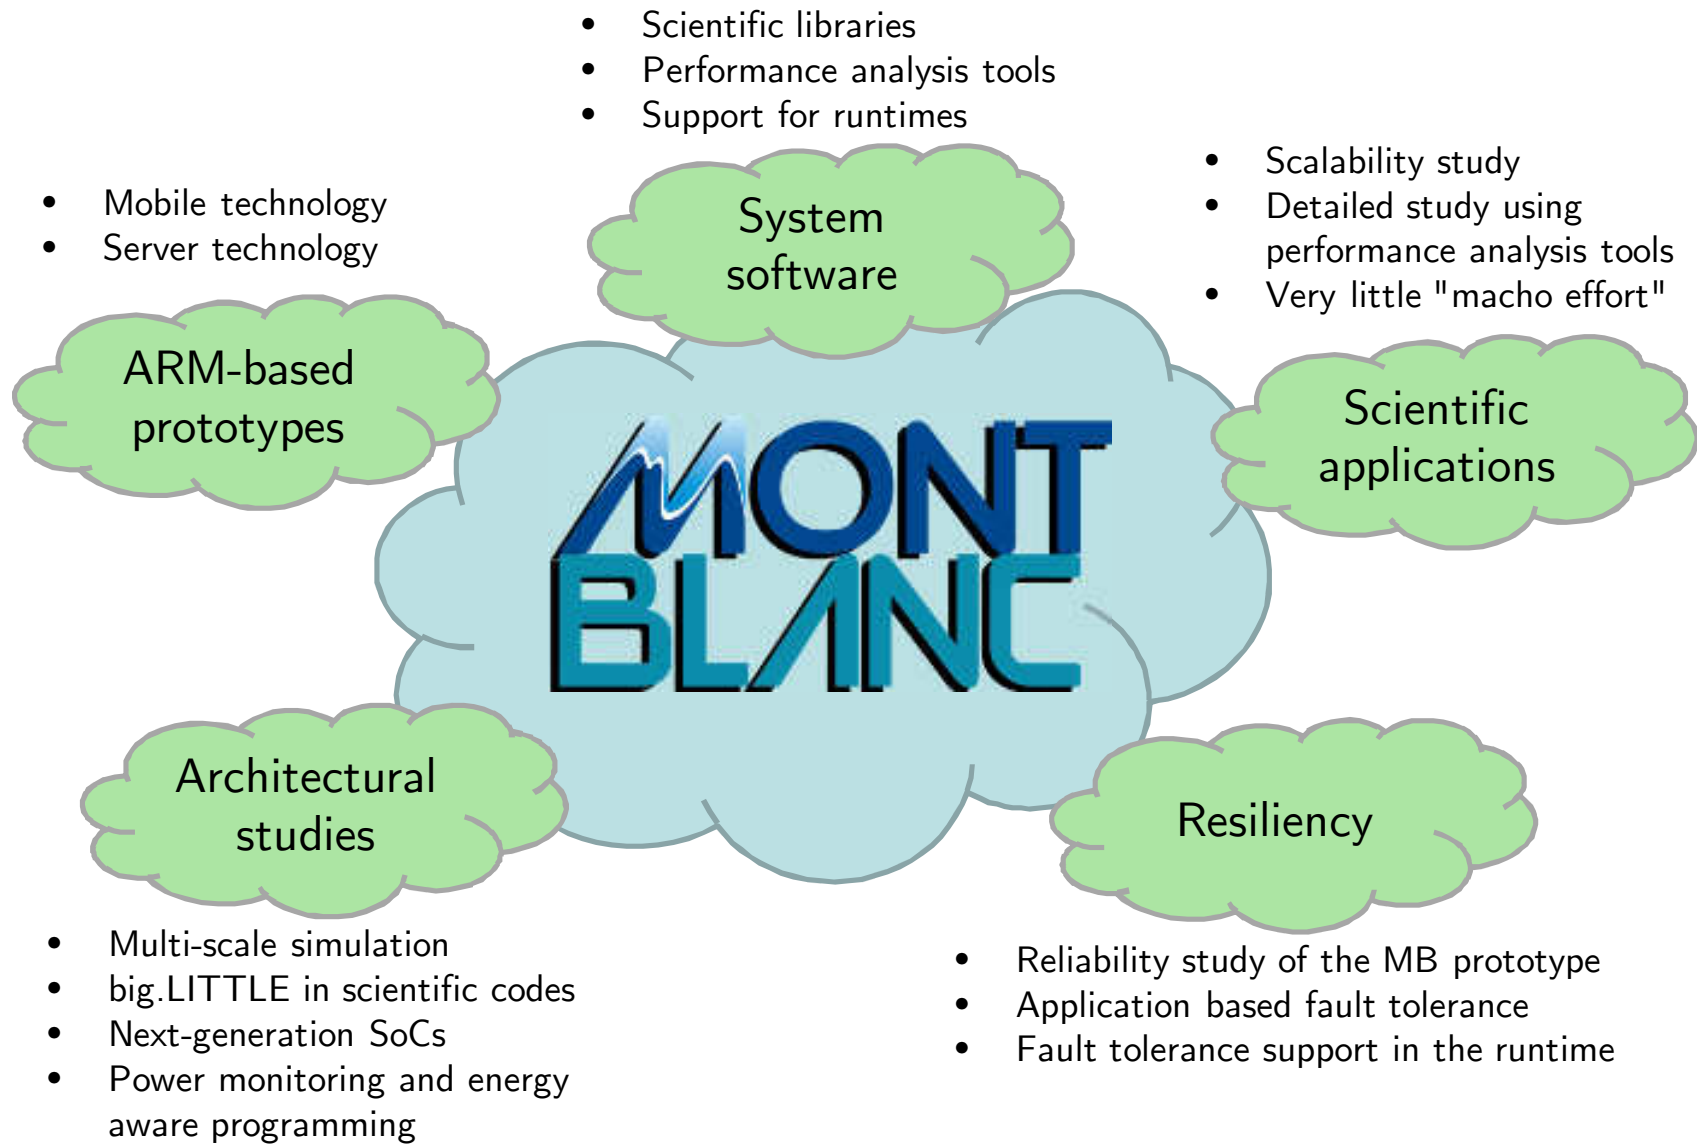 • Scientific libraries
• Performance analysis tools
• Support for runtimes
System
software
• Mobile technology
• Server technology
ARM-based
prototypes
• Scalability study
• Detailed study using
performance analysis tools
• Very little "macho effort"
Scientific
applications
MONT
BLANC
Architectural
studies
• Multi-scale simulation
• big.LITTLE in scientific codes
• Next-generation SoCs
• Power monitoring and energy
aware programming
Resiliency
• Reliability study of the MB prototype
• Application based fault tolerance
• Fault tolerance support in the runtime